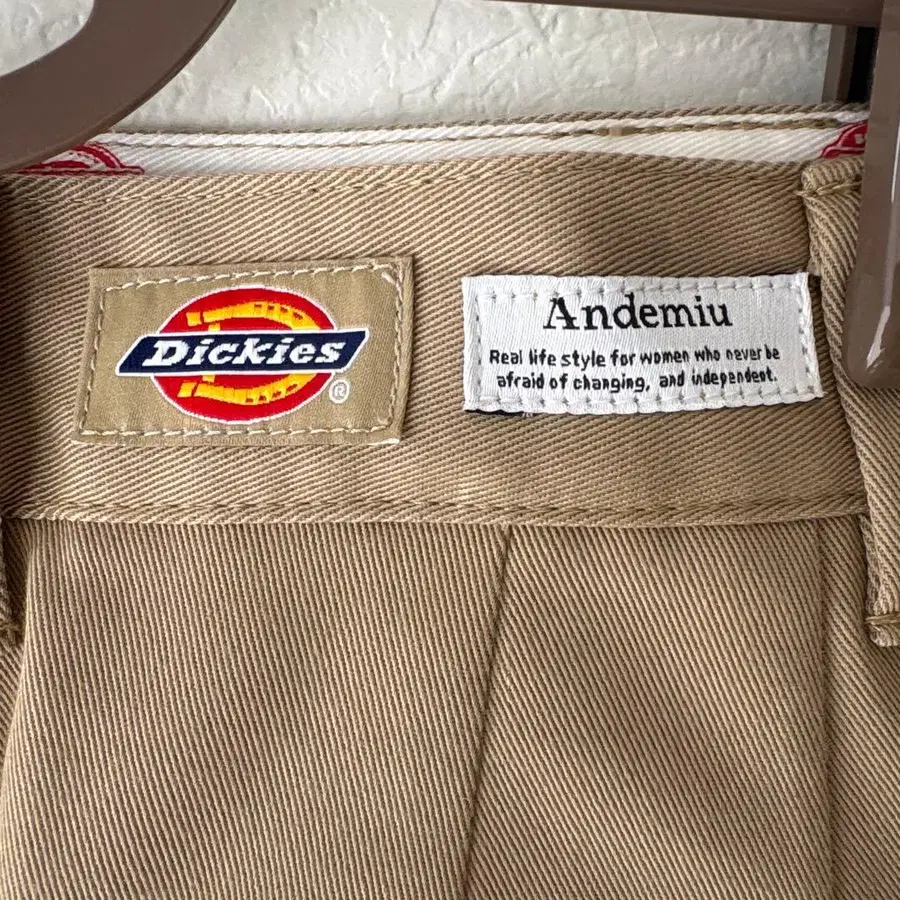 Dickies
®
Andemiu
Real life style for women who never be
afraid of changing, and independent.